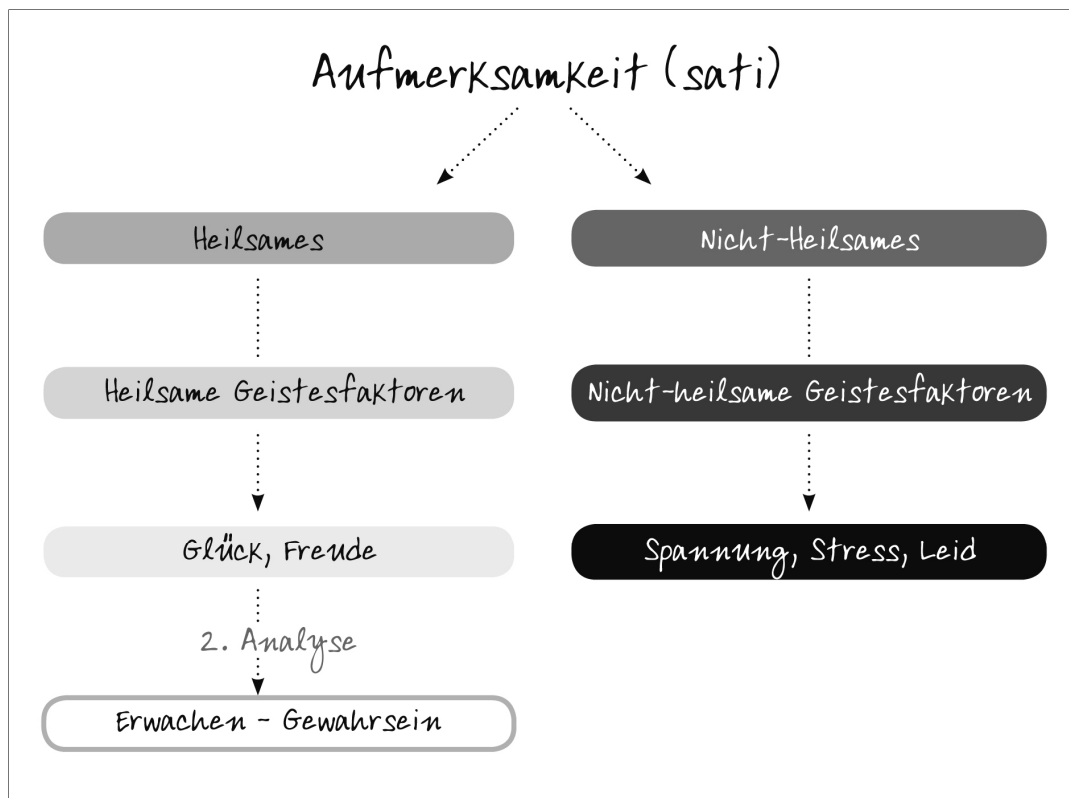 Aufmerksamkeit (sati)
Heilsames
Nicht-Heilsames
Heilsame Geistesfaktoren
Nicht-heilsame Geistesfaktoren
Glück, Freude
Spannung, Stress, Leid
2. Analyse
Erwachen - Gewahrsein